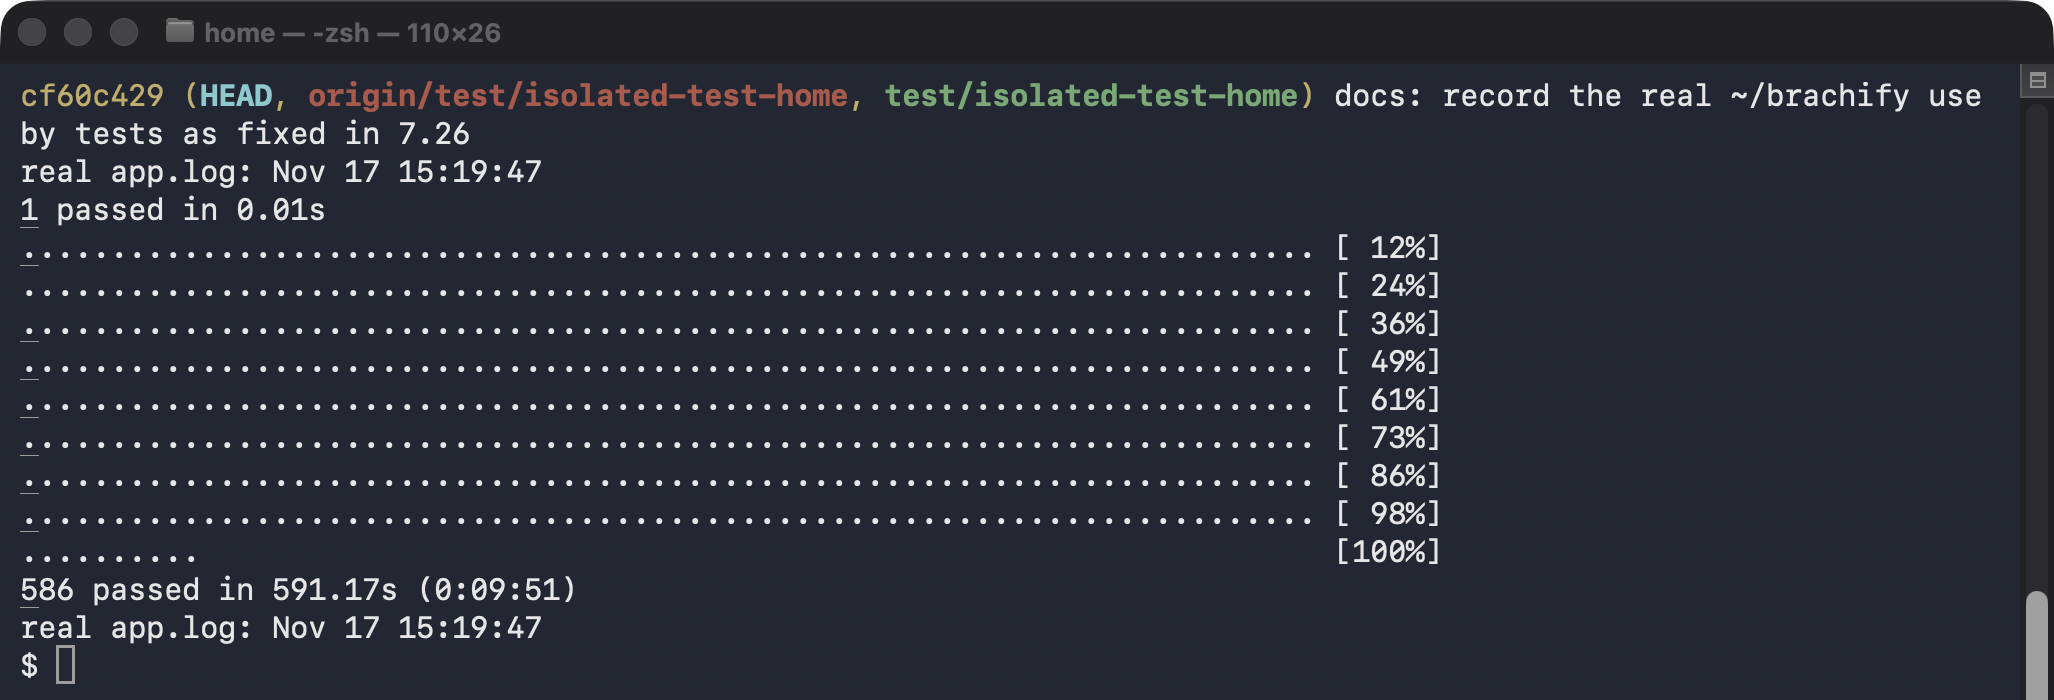 home — -zsh — 110×26
cf60c429 (HEAD, origin/test/isolated-test-home, test/isolated-test-home) docs: record the real ~/brachify use
by tests as fixed in 7.26
real app.log: Nov 17 15:19:47
1 passed in 0.01s
........................................................................ [ 12%]
........................................................................ [ 24%]
........................................................................ [ 36%]
........................................................................ [ 49%]
........................................................................ [ 61%]
........................................................................ [ 73%]
........................................................................ [ 86%]
........................................................................ [ 98%]
..........                                                               [100%]
586 passed in 591.17s (0:09:51)
real app.log: Nov 17 15:19:47
$